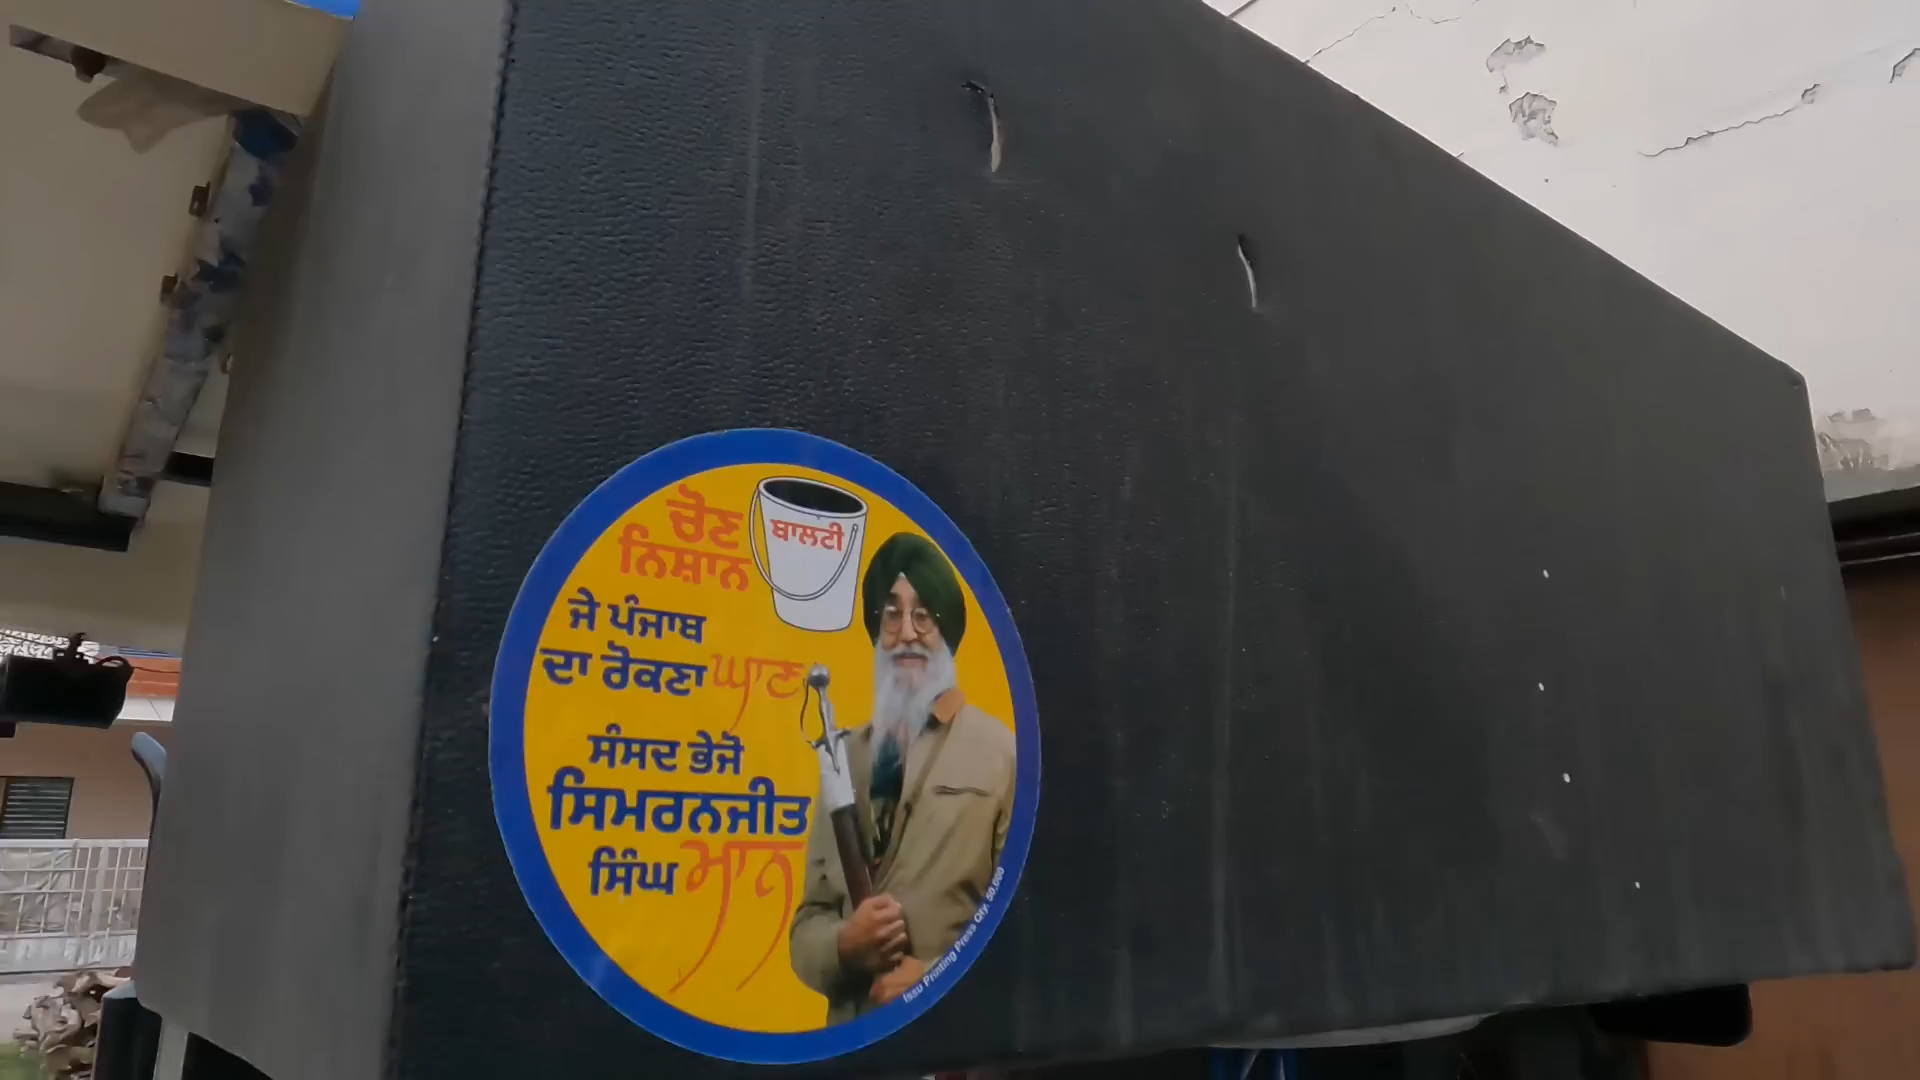 ਚੋਣ
ਨਿਸ਼ਾਨ
ਬਾਲਟੀ
ਜੇ ਪੰਜਾਬ
ਦਾ ਰੋਕਣਾ ਘਾਣ
ਸੰਸਦ ਭੇਜੋ
ਸਿਮਰਨਜੀਤ
ਸਿੰਘ ਮਾਨ
Issu Printing Press Qty. 50,000